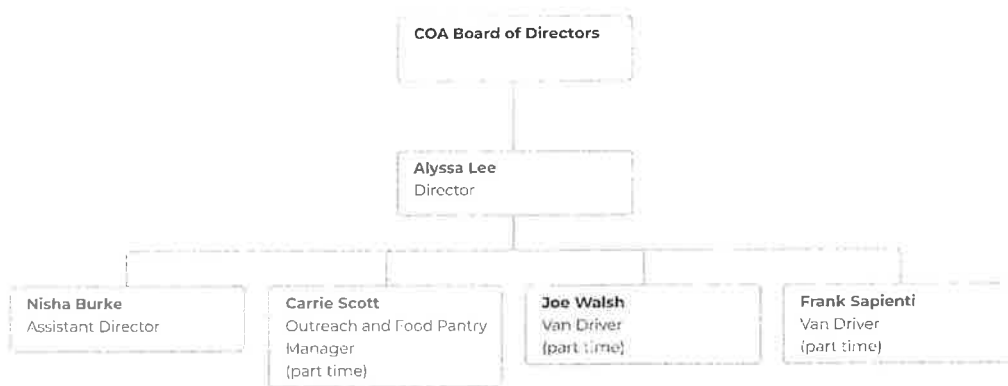 COA Board of Directors
Alyssa Lee
Director
Nisha Burke
Assistant Director
Carrie Scott
Outreach and Food Pantry
Manager
(part time)
Joe Walsh
Van Driver
(part time)
Frank Sapienti
Van Driver
(part time)